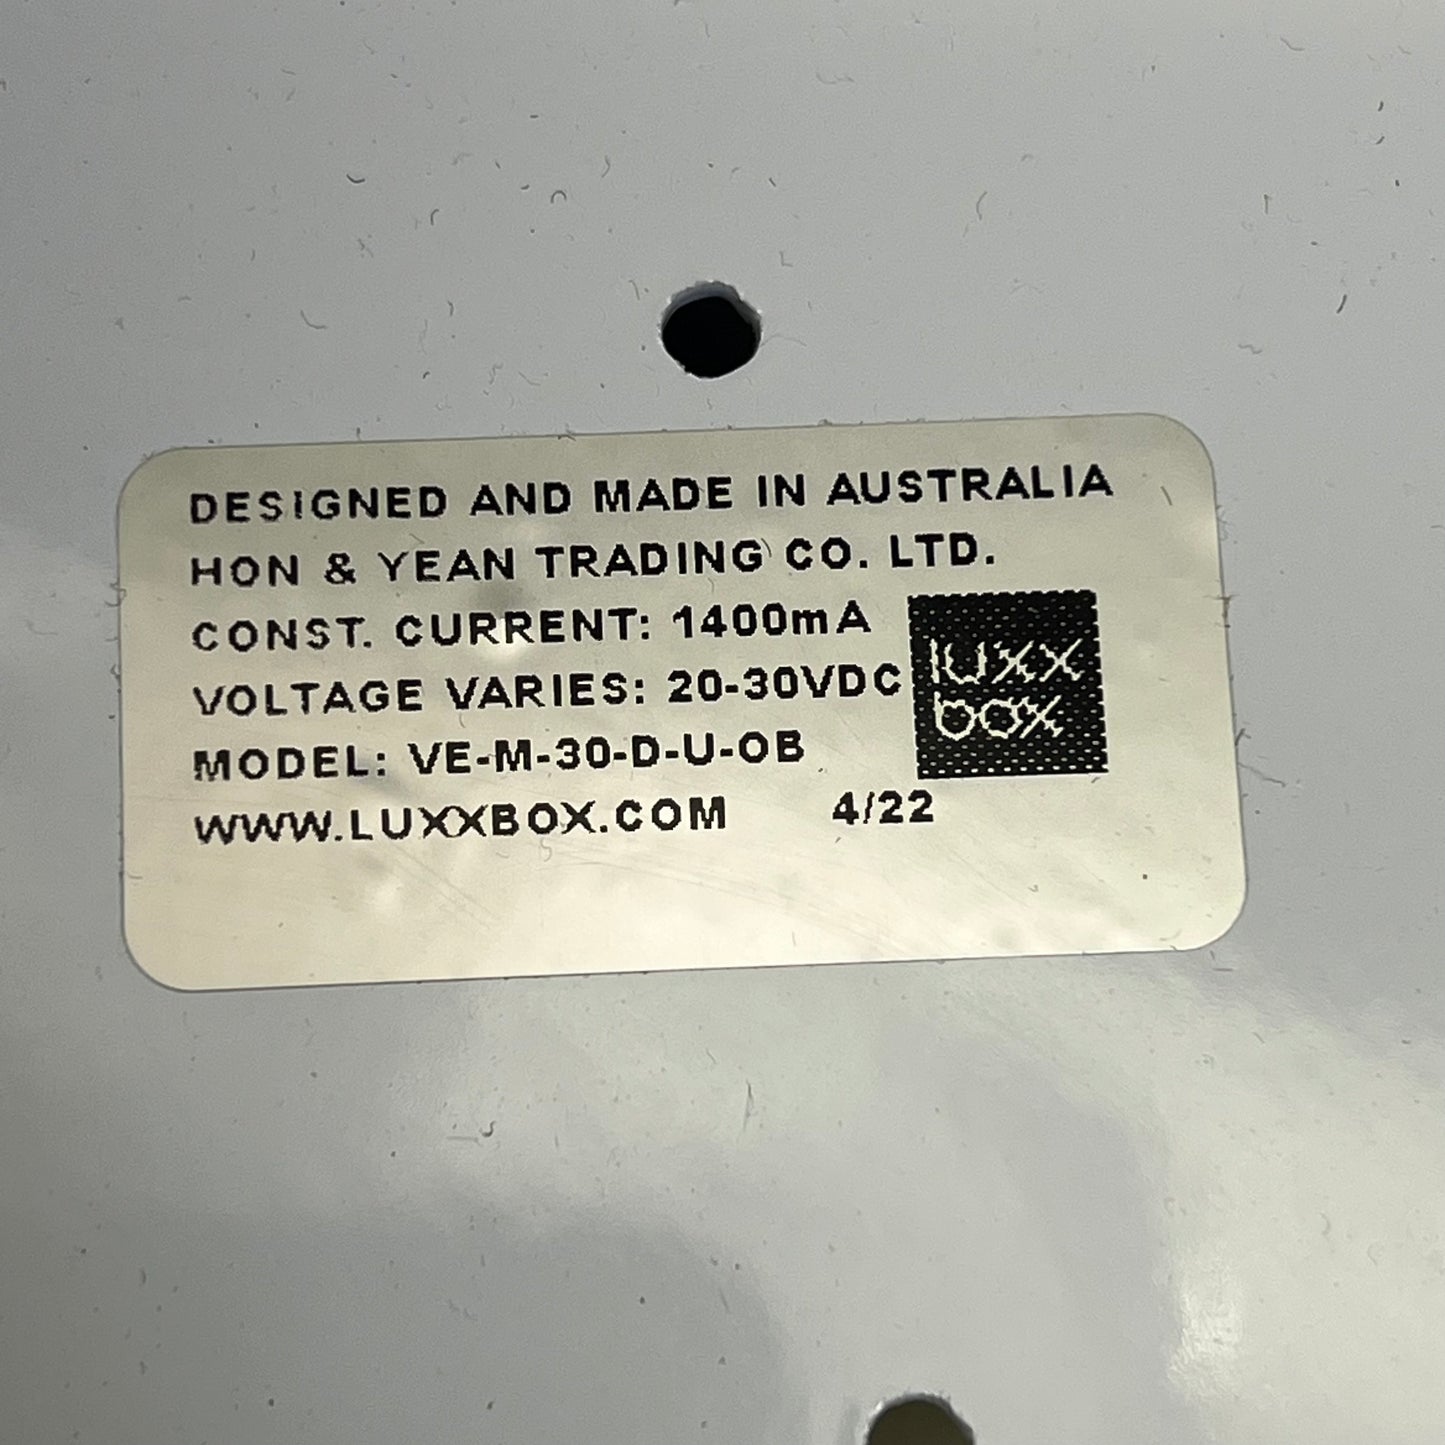 DESIGNED AND MADE IN AUSTRALIA
HON & YEAN TRADING CO. LTD.
CONST. CURRENT: 1400mA
VOLTAGE VARIES: 20-30VDC
MODEL: VE-M-30-D-U-OB
WWW.LUXXBOX.COM 4/22
luxx
box